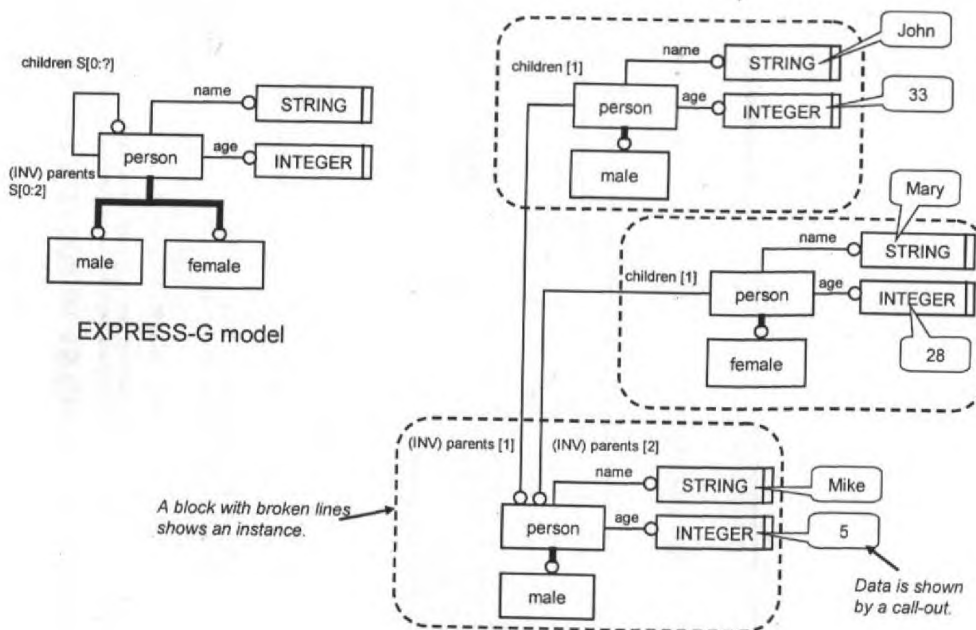 children S[0:?]
name
STRING
person
age
INTEGER
(INV) parents
S[0:2]
male
female
EXPRESS-G model
John
name
STRING
children [1]
33
person
age
INTEGER
male
Mary
name
STRING
children [1]
person
age
INTEGER
female
28
(INV) parents [1]
(INV) parents [2]
name
STRING
Mike
A block with broken lines
shows an instance.
person
age
INTEGER
5
male
Data is shown
by a call-out.